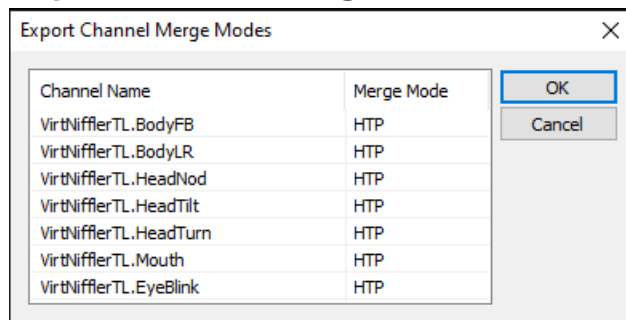 Export Channel Merge Modes
Channel Name Merge Mode OK
VirtNifflerTL.BodyFB HTP Cancel
VirtNifflerTL.BodyLR HTP
VirtNifflerTL.HeadNod HTP
VirtNifflerTL.HeadTilt HTP
VirtNifflerTL.HeadTurn HTP
VirtNifflerTL.Mouth HTP
VirtNifflerTL.EyeBlink HTP